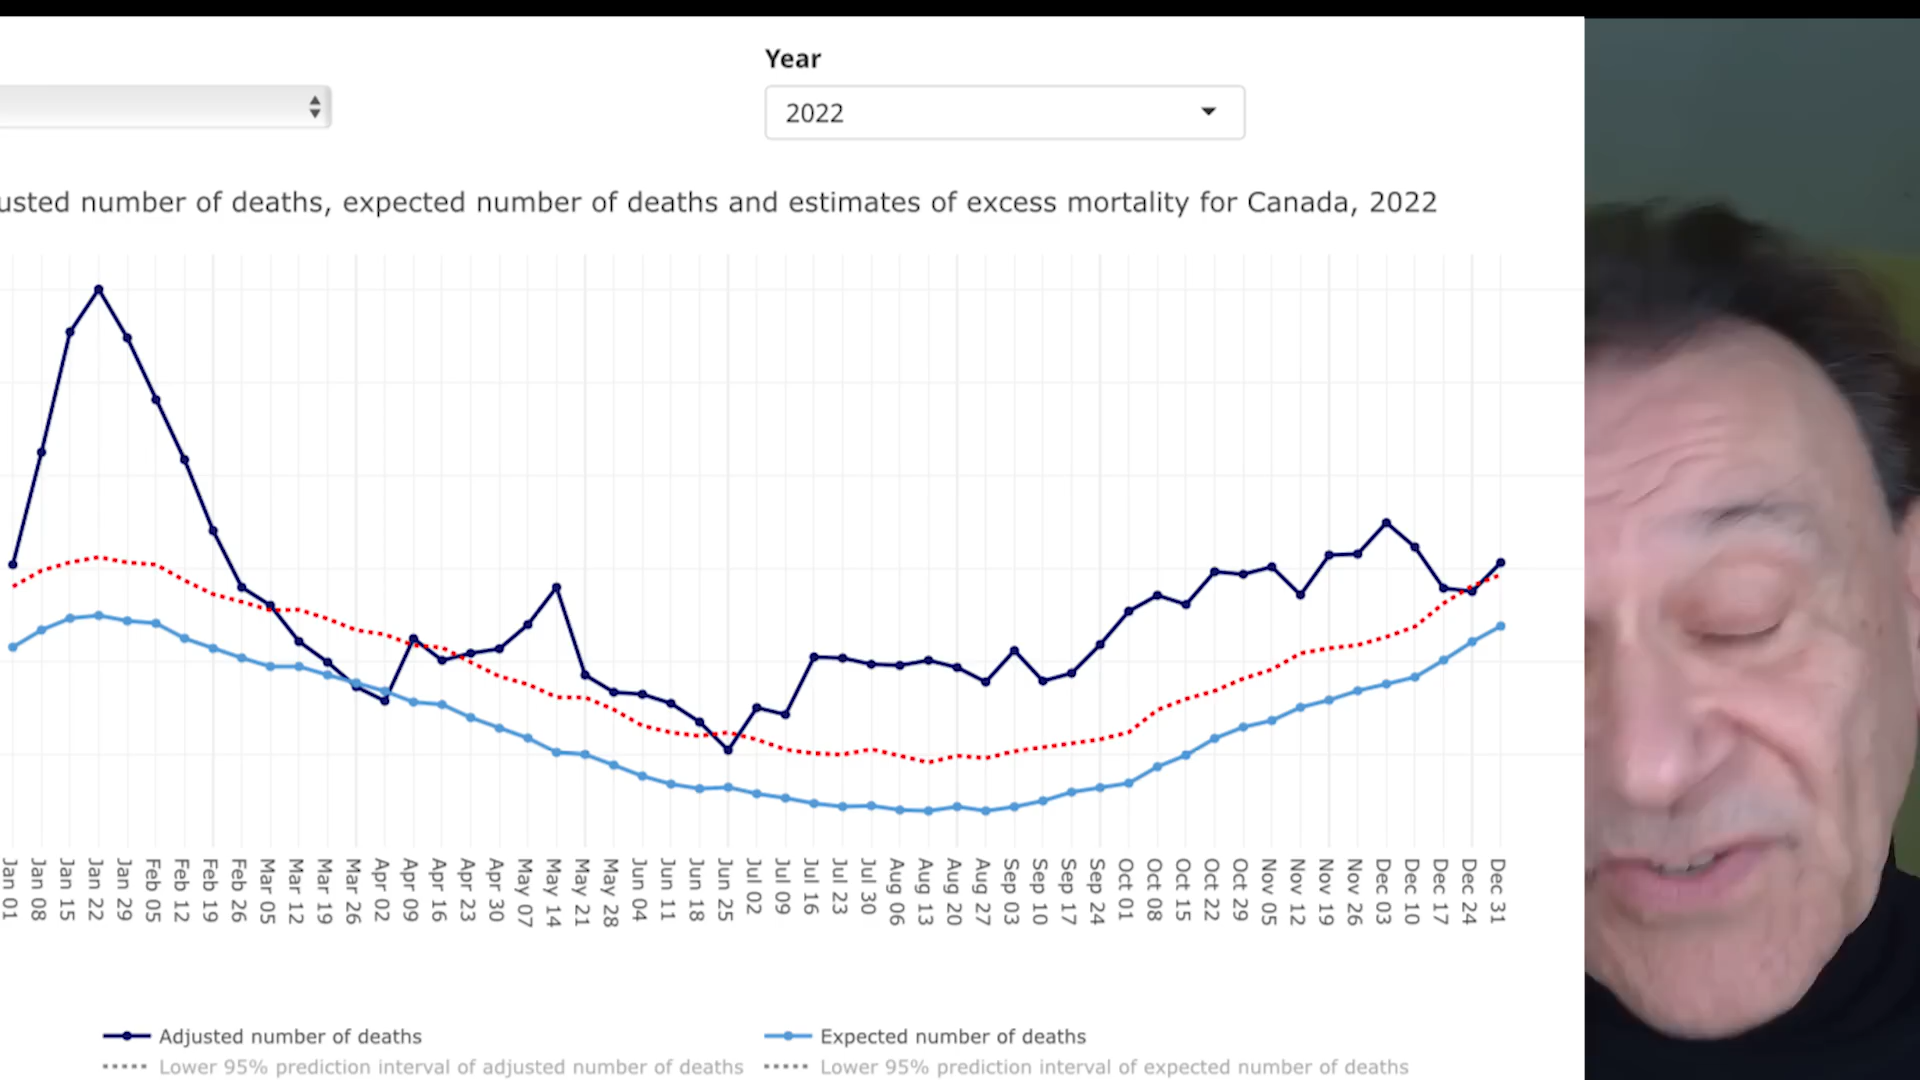 Year
2022
usted number of deaths, expected number of deaths and estimates of excess mortality for Canada, 2022
Jan 01
Jan 08
Jan 15
Jan 22
Jan 29
Feb 05
Feb 12
Feb 19
Feb 26
Mar 05
Mar 12
Mar 19
Mar 26
Apr 02
Apr 09
Apr 16
Apr 23
Apr 30
May 07
May 14
May 21
May 28
Jun 04
Jun 11
Jun 18
Jun 25
Jul 02
Jul 09
Jul 16
Jul 23
Jul 30
Aug 06
Aug 13
Aug 20
Aug 27
Sep 03
Sep 10
Sep 17
Sep 24
Oct 01
Oct 08
Oct 15
Oct 22
Oct 29
Nov 05
Nov 12
Nov 19
Nov 26
Dec 03
Dec 10
Dec 17
Dec 24
Dec 31
Adjusted number of deaths
Expected number of deaths
Lower 95% prediction interval of adjusted number of deaths
Lower 95% prediction interval of expected number of deaths